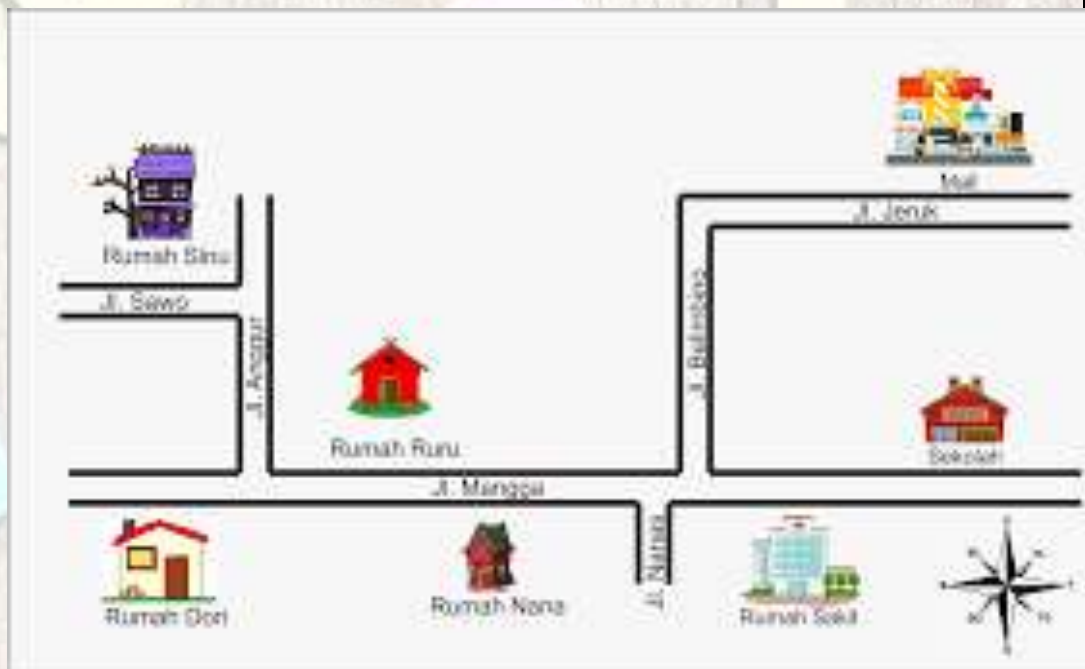 Mall
Jl. Jeruk
Rumah Sinu
Jl. Sawo
Jl. Anggur
Jl. Belimbing
Rumah Ruru
Sekolah
Jl. Mangga
Jl. Nanas
Rumah Dori
Rumah Nana
Rumah Sakit